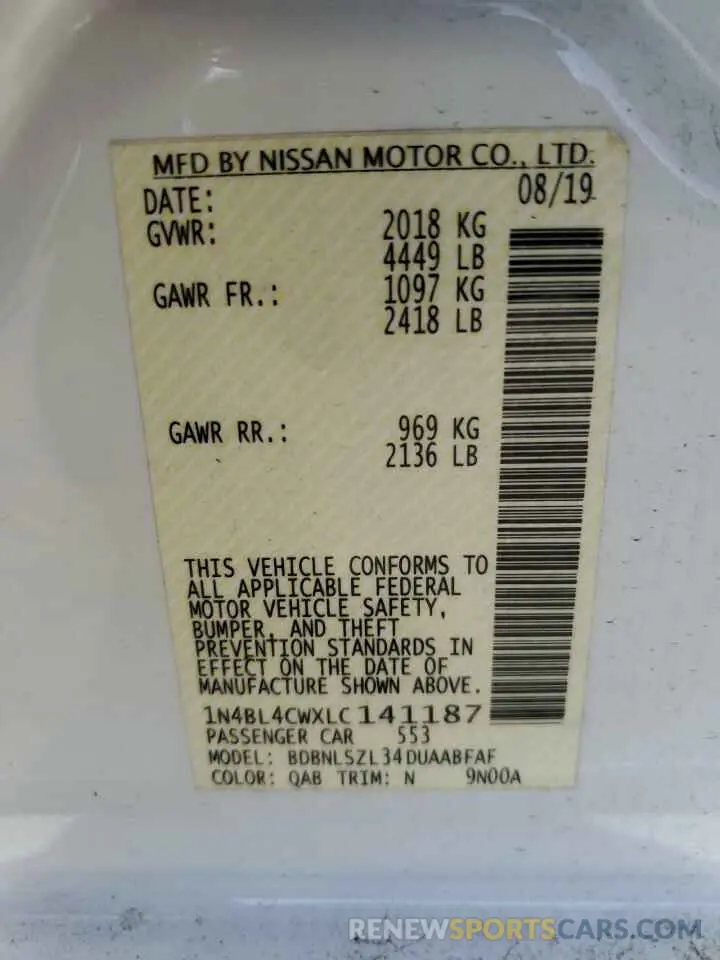 MFD BY NISSAN MOTOR CO., LTD.
DATE: 08/19
GVWR: 2018 KG
4449 LB
GAWR FR.: 1097 KG
2418 LB
GAWR RR.: 969 KG
2136 LB
THIS VEHICLE CONFORMS TO
ALL APPLICABLE FEDERAL
MOTOR VEHICLE SAFETY,
BUMPER, AND THEFT
PREVENTION STANDARDS IN
EFFECT ON THE DATE OF
MANUFACTURE SHOWN ABOVE.
1N4BL4CWXLC141187
PASSENGER CAR 553
MODEL: BDBNLSZL34DUAABFAF
COLOR: QAB TRIM: N 9N00A
RENEWSPORTSCARS.COM